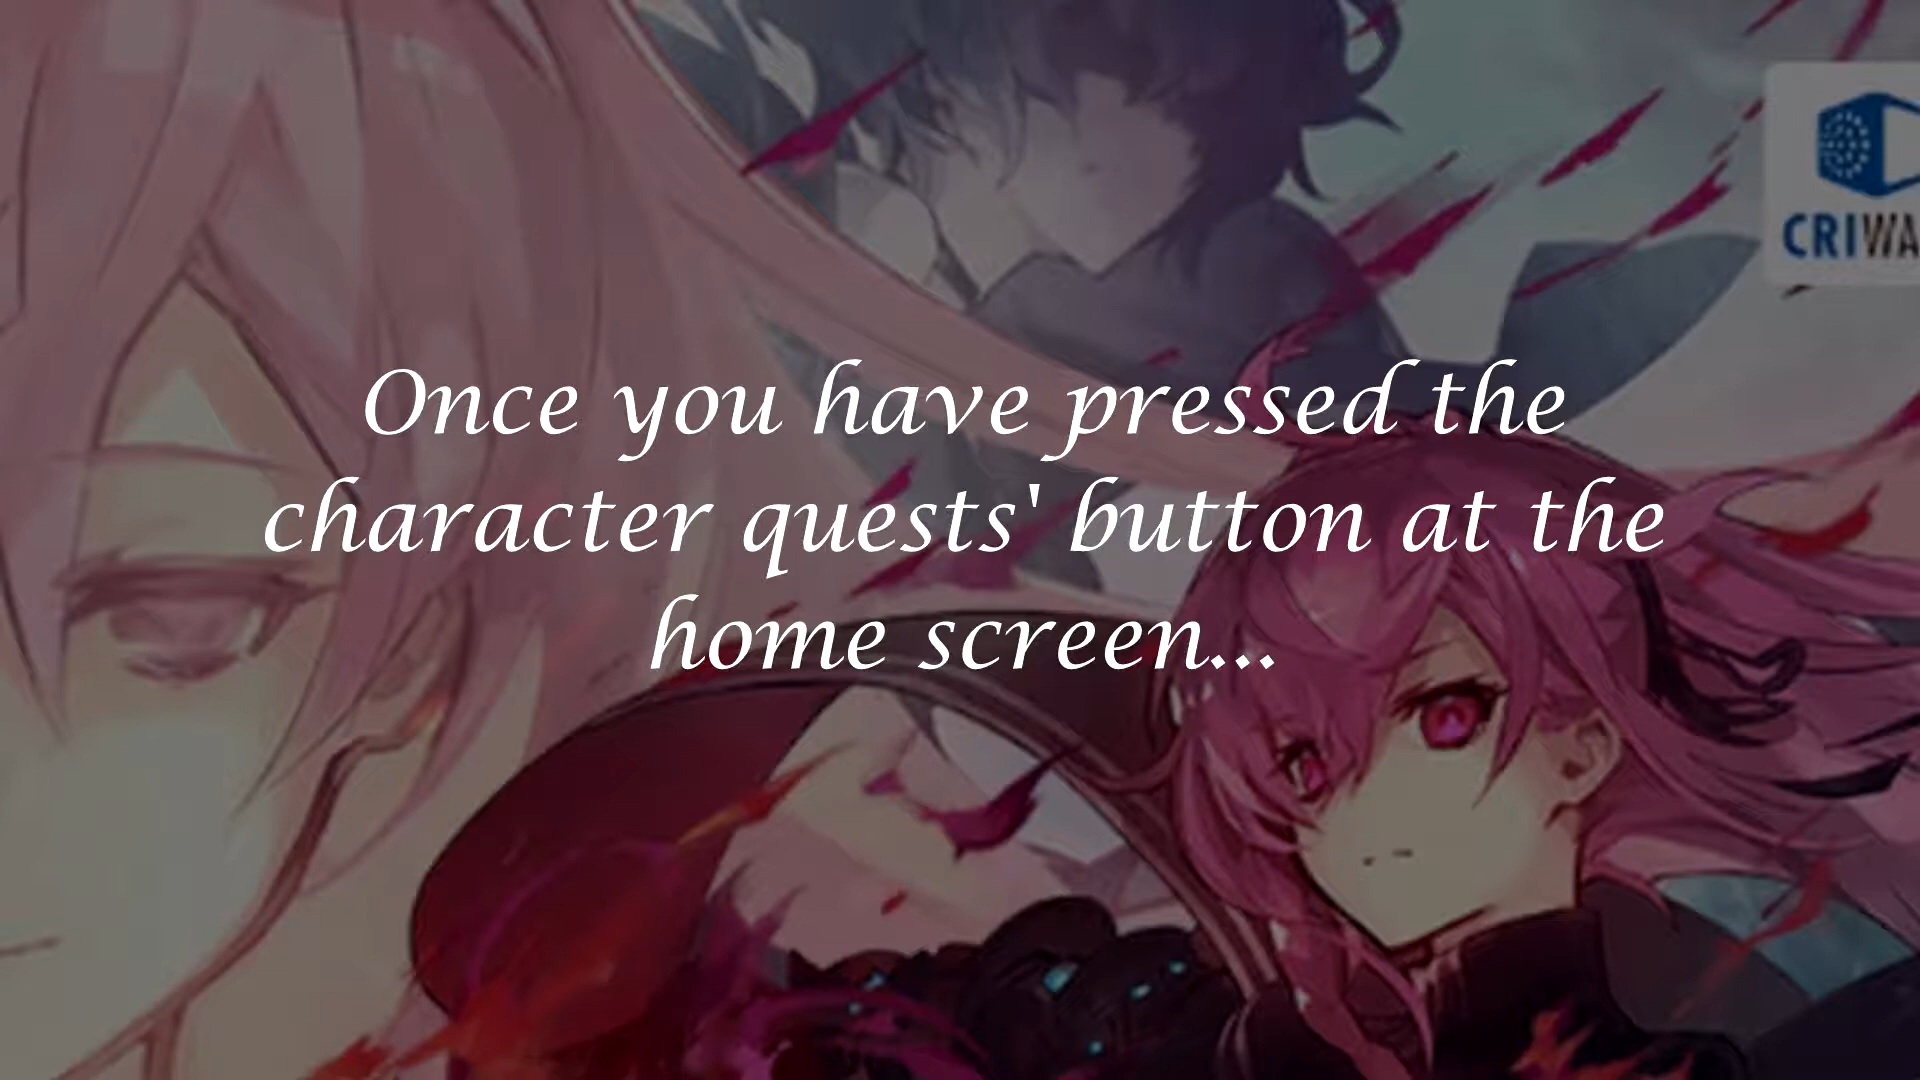 CRIWA
Once you have pressed the
character quests' button at the
home screen...